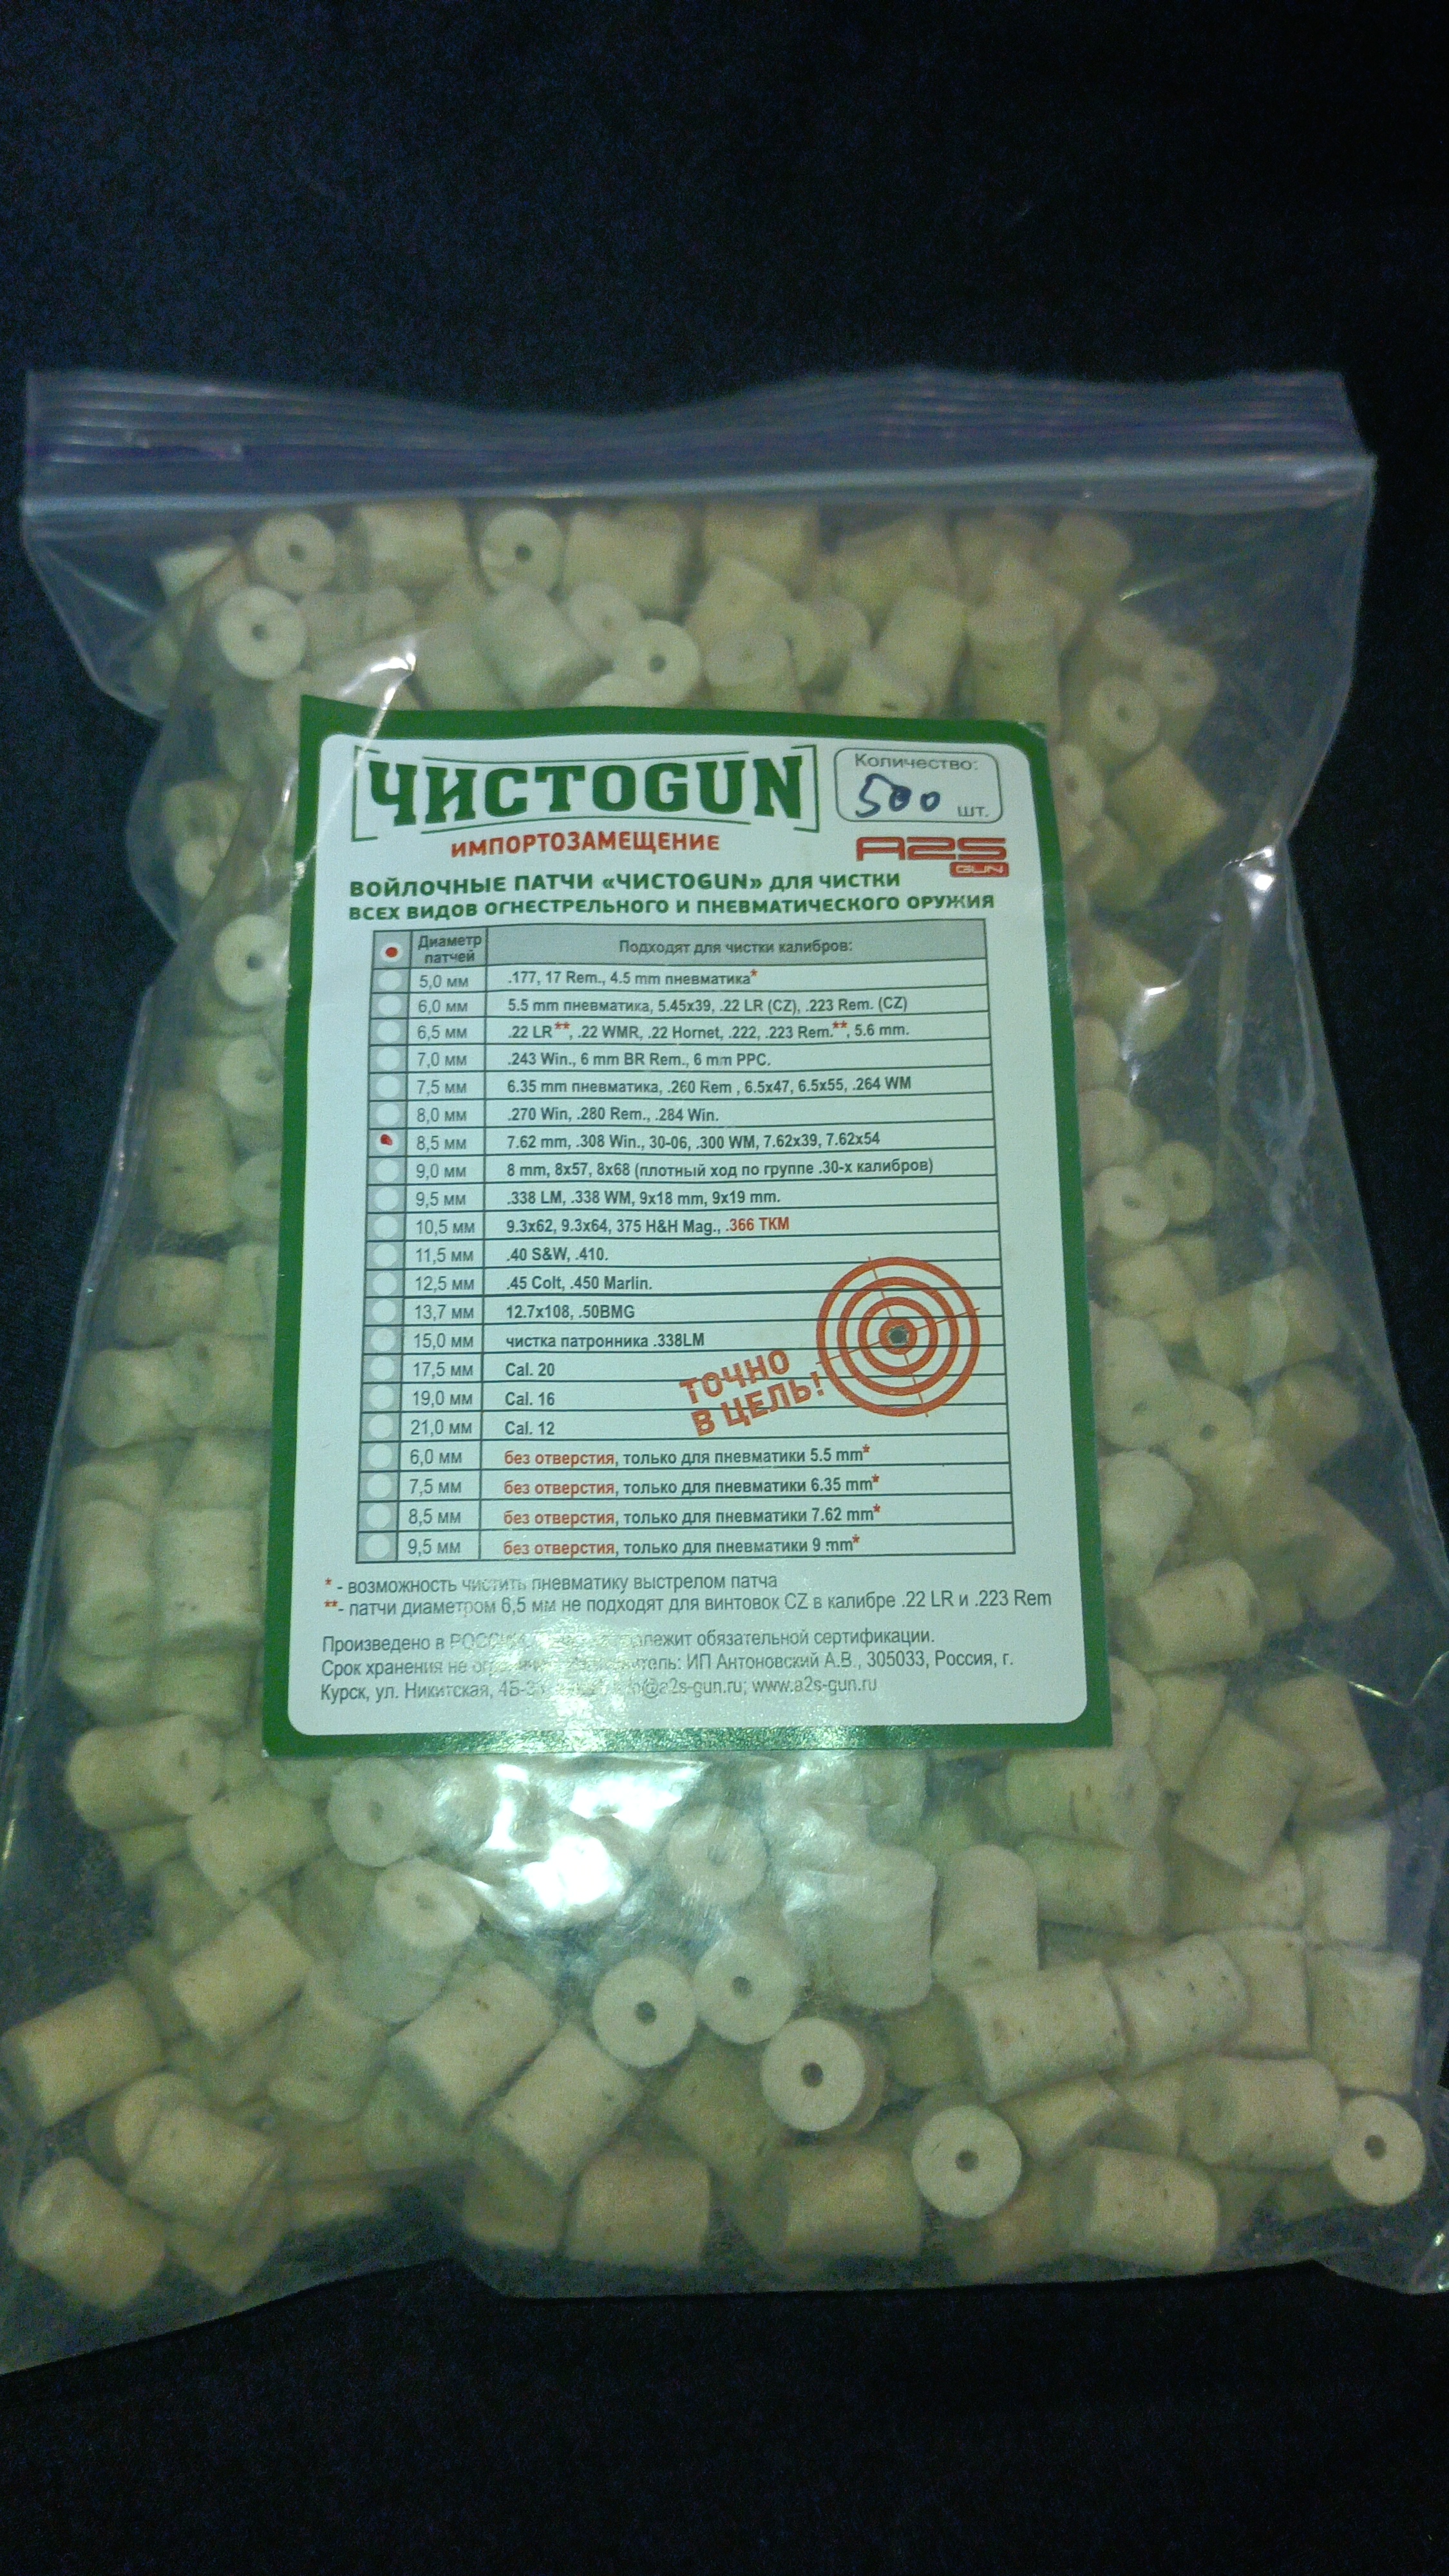 ЧИСТОGUN
Количество:
500 шт.
ИМПОРТОЗАМЕЩЕНИЕ
A2S
GUN
ВОЙЛОЧНЫЕ ПАТЧИ «ЧИСТОGUN» ДЛЯ ЧИСТКИ
ВСЕХ ВИДОВ ОГНЕСТРЕЛЬНОГО И ПНЕВМАТИЧЕСКОГО ОРУЖИЯ
Диаметр патчей Подходят для чистки калибров:
5,0 мм .177, 17 Rem., 4.5 mm пневматика*
6,0 мм 5.5 mm пневматика, 5.45x39, .22 LR (CZ), .223 Rem. (CZ)
6,5 мм .22 LR**, .22 WMR, .22 Hornet, .222, .223 Rem.**, 5.6 mm.
7,0 мм .243 Win., 6 mm BR Rem., 6 mm PPC.
7,5 мм 6.35 mm пневматика, .260 Rem , 6.5x47, 6.5x55, .264 WM
8,0 мм .270 Win, .280 Rem., .284 Win.
8,5 мм 7.62 mm, .308 Win., 30-06, .300 WM, 7.62x39, 7.62x54
9,0 мм 8 mm, 8x57, 8x68 (плотный ход по группе .30-х калибров)
9,5 мм .338 LM, .338 WM, 9x18 mm, 9x19 mm.
10,5 мм 9.3x62, 9.3x64, 375 H&H Mag., .366 TKM
11,5 мм .40 S&W, .410.
12,5 мм .45 Colt, .450 Marlin.
13,7 мм 12.7x108, .50BMG
15,0 мм чистка патронника .338LM
17,5 мм Cal. 20
19,0 мм Cal. 16
21,0 мм Cal. 12
ТОЧНО
В ЦЕЛЬ!
6,0 мм без отверстия, только для пневматики 5.5 mm*
7,5 мм без отверстия, только для пневматики 6.35 mm*
8,5 мм без отверстия, только для пневматики 7.62 mm*
9,5 мм без отверстия, только для пневматики 9 mm*
* - возможность чистить пневматику выстрелом патча
**- патчи диаметром 6,5 мм не подходят для винтовок CZ в калибре .22 LR и .223 Rem
Произведено в обязательной сертификации.
Срок хранения не ИП Антоновский А.В., 305033, Россия, г.
Курск, ул. Никитская, www.a2s-gun.ru